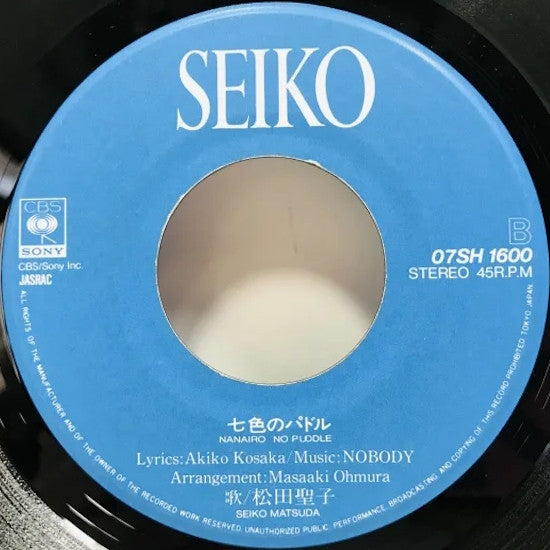 SEIKO
CBS
SONY
CBS/Sony Inc.
JASRAC
B
07SH 1600
STEREO 45R.P.M
七色のパドル
NANAIRO NO PUDDLE
Lyrics:Akiko Kosaka/Music:NOBODY
Arrangement:Masaaki Ohmura
歌/松田聖子
SEIKO MATSUDA
ALL RIGHTS OF THE MANUFACTURER AND OF THE OWNER OF THE RECORDED WORK RESERVED. UNAUTHORIZED PUBLIC PERFORMANCE, BROADCASTING AND COPYING OF THIS RECORD PROHIBITED TOKYO, JAPAN